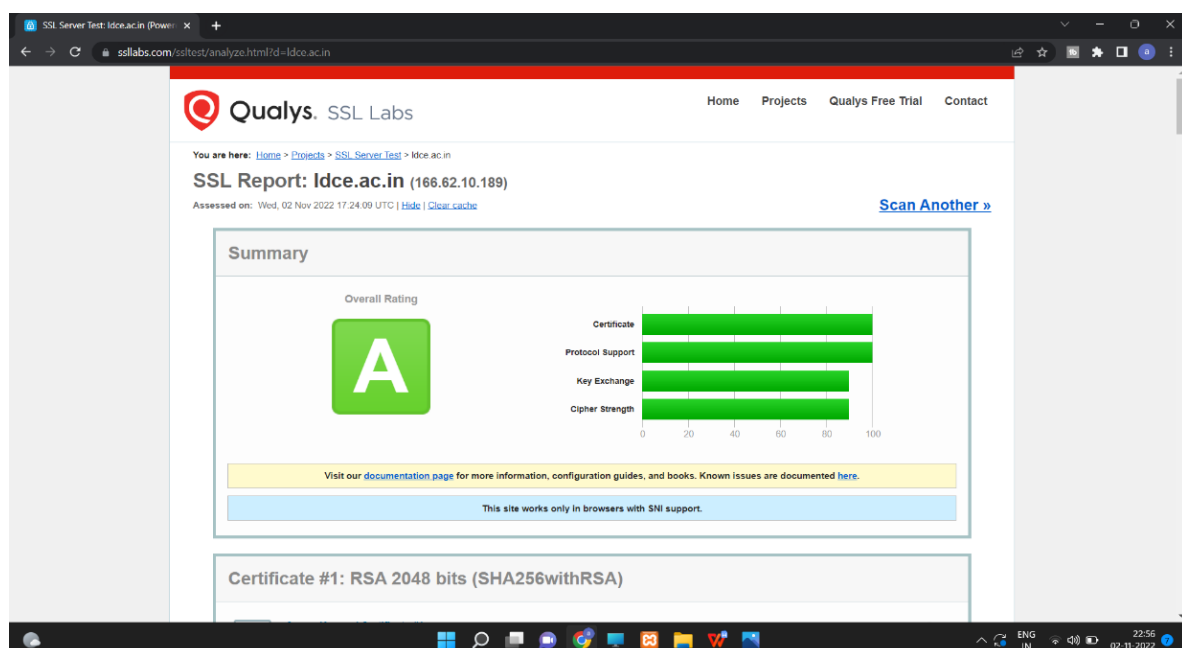 SSL Server Test: ldce.ac.in (Power
ssllabs.com/ssltest/analyze.html?d=ldce.ac.in
Qualys. SSL Labs
Home Projects Qualys Free Trial Contact
You are here: Home > Projects > SSL Server Test > ldce.ac.in
SSL Report: ldce.ac.in (166.62.10.189)
Assessed on: Wed, 02 Nov 2022 17:24:09 UTC | Hide | Clear cache
Scan Another »
Summary
Overall Rating
A
Certificate
Protocol Support
Key Exchange
Cipher Strength
0 20 40 60 80 100
Visit our documentation page for more information, configuration guides, and books. Known issues are documented here.
This site works only in browsers with SNI support.
Certificate #1: RSA 2048 bits (SHA256withRSA)
ENG
IN
22:56
02-11-2022